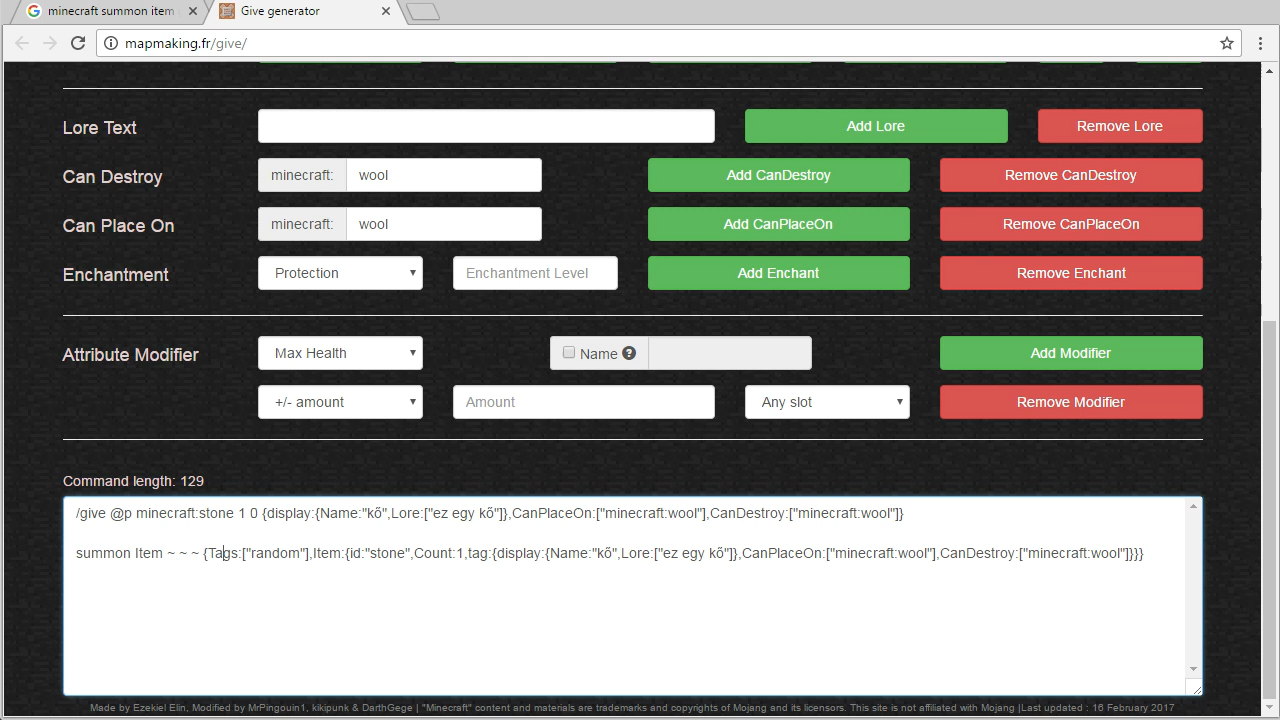 minecraft summon item
Give generator
mapmaking.fr/give/
Lore Text
Add Lore
Remove Lore
Can Destroy
minecraft:
wool
Add CanDestroy
Remove CanDestroy
Can Place On
minecraft:
wool
Add CanPlaceOn
Remove CanPlaceOn
Enchantment
Protection
Enchantment Level
Add Enchant
Remove Enchant
Attribute Modifier
Max Health
Name ?
Add Modifier
+/- amount
Amount
Any slot
Remove Modifier
Command length: 129
/give @p minecraft:stone 1 0 {display:{Name:"kő",Lore:["ez egy kő"]},CanPlaceOn:["minecraft:wool"],CanDestroy:["minecraft:wool"]}
summon Item ~ ~ ~ {Tags:["random"],Item:{id:"stone",Count:1,tag:{display:{Name:"kő",Lore:["ez egy kő"]},CanPlaceOn:["minecraft:wool"],CanDestroy:["minecraft:wool"]}}}
Made by Ezekiel Elin, Modified by MrPingouin1, kikipunk & DarthGege | "Minecraft" content and materials are trademarks and copyrights of Mojang and its licensors. This site is not affiliated with Mojang |Last updated : 16 February 2017